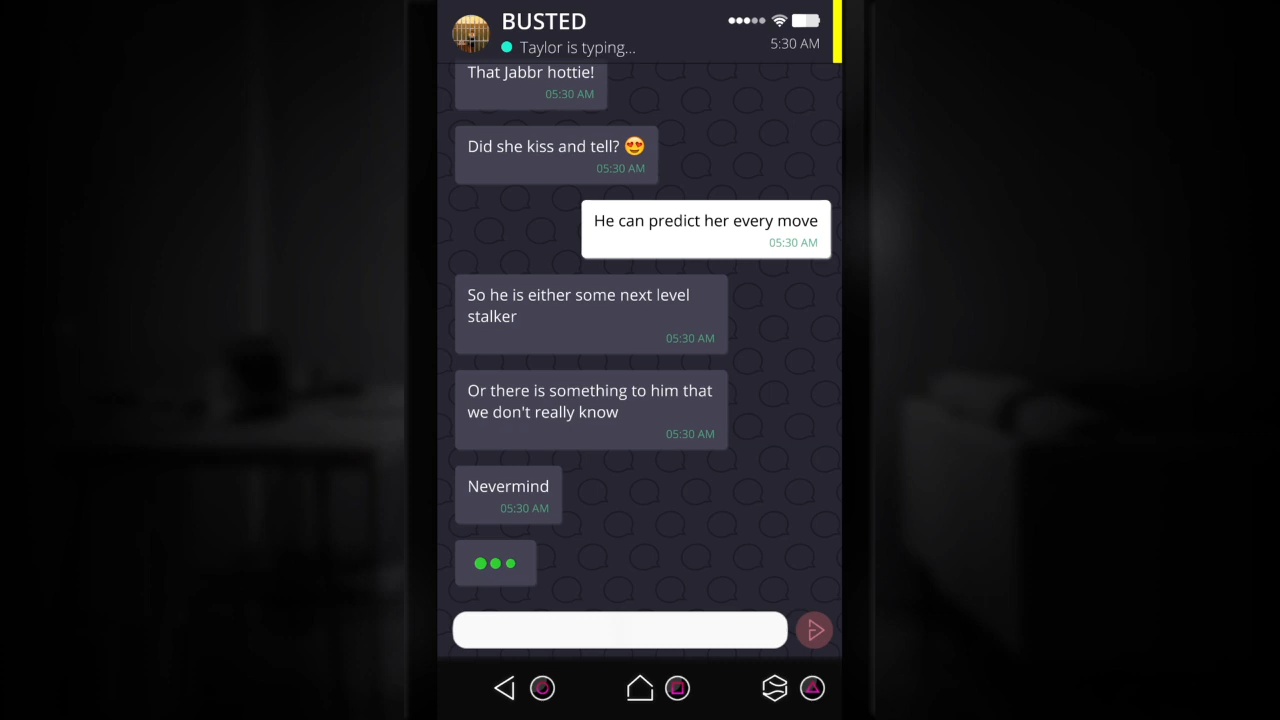 BUSTED
Taylor is typing...
5:30 AM
That Jabbr hottie!
05:30 AM
Did she kiss and tell? 😍
05:30 AM
He can predict her every move
05:30 AM
So he is either some next level
stalker
05:30 AM
Or there is something to him that
we don't really know
05:30 AM
Nevermind
05:30 AM